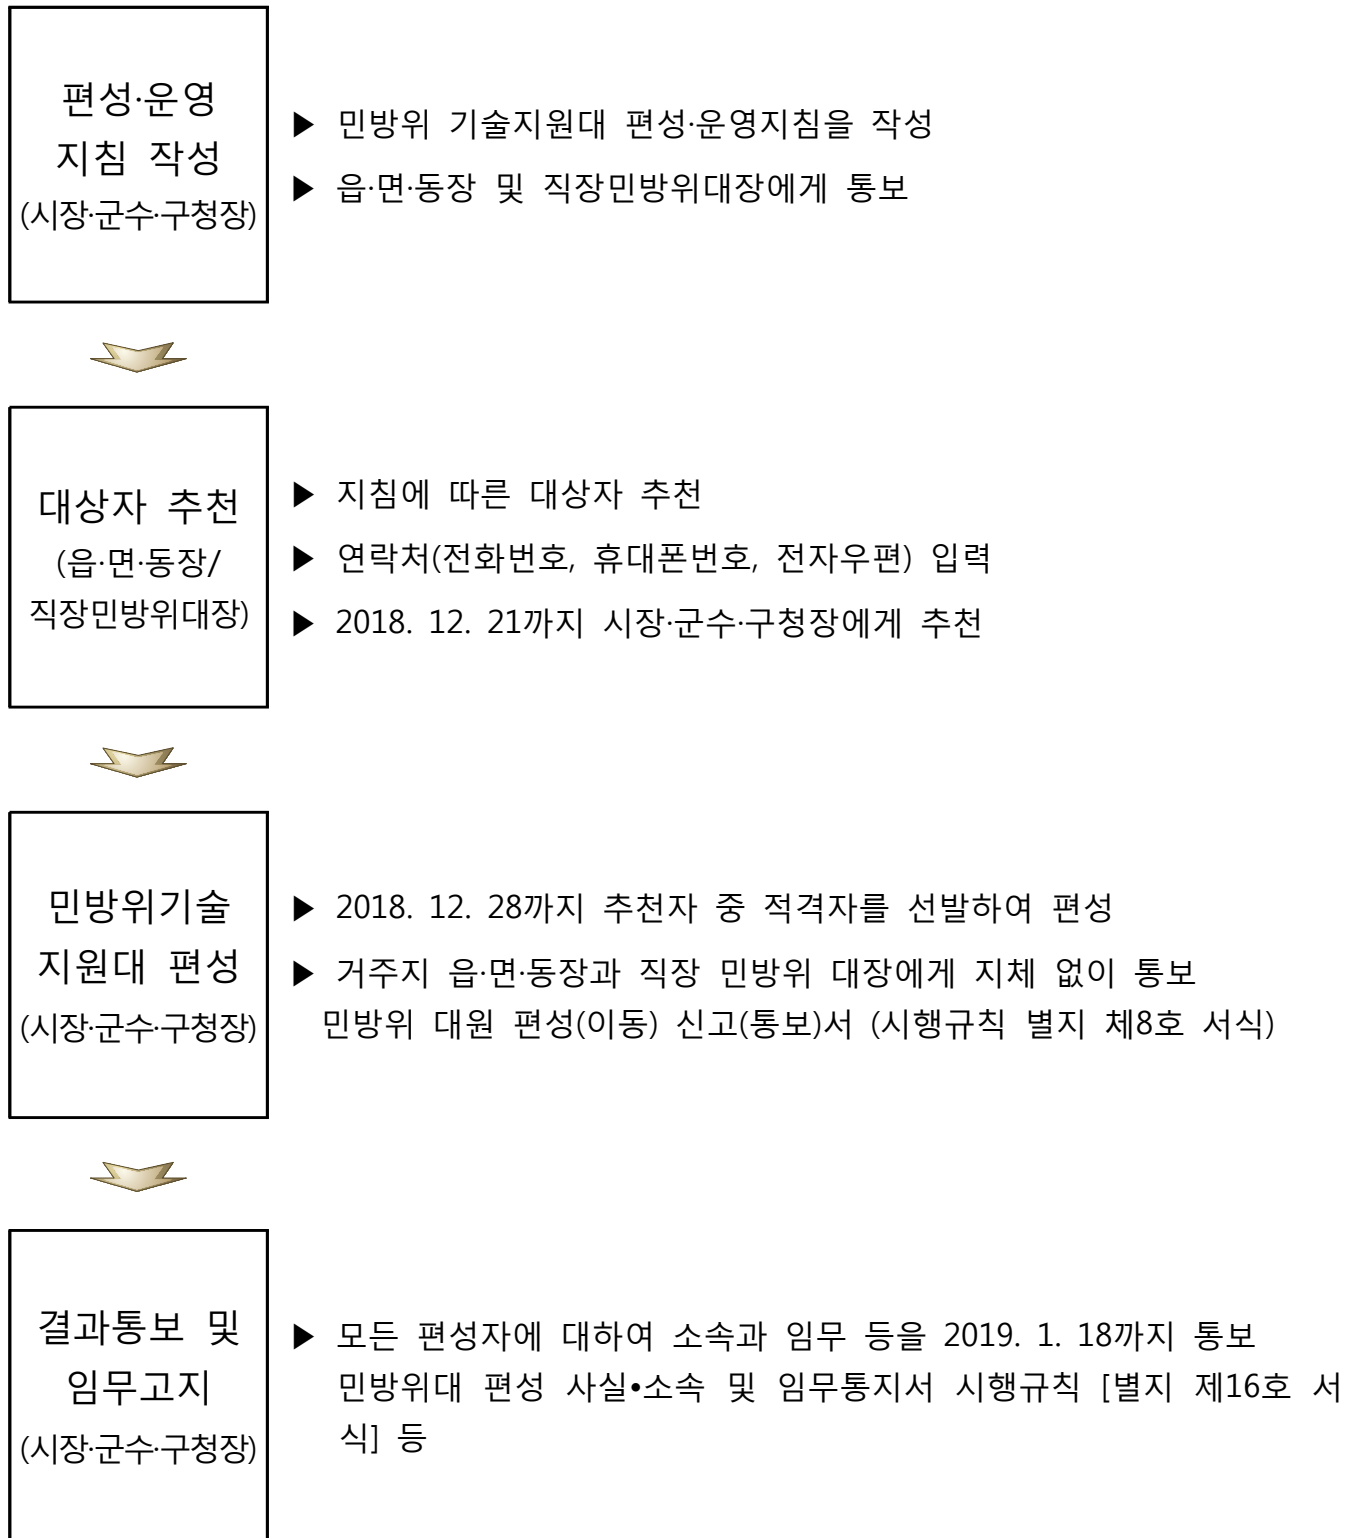 편성·운영
지침 작성
(시장·군수·구청장)
▶ 민방위 기술지원대 편성·운영지침을 작성
▶ 읍·면·동장 및 직장민방위대장에게 통보
대상자 추천
(읍·면·동장/
직장민방위대장)
▶ 지침에 따른 대상자 추천
▶ 연락처(전화번호, 휴대폰번호, 전자우편) 입력
▶ 2018. 12. 21까지 시장·군수·구청장에게 추천
민방위기술
지원대 편성
(시장·군수·구청장)
▶ 2018. 12. 28까지 추천자 중 적격자를 선발하여 편성
▶ 거주지 읍·면·동장과 직장 민방위 대장에게 지체 없이 통보
민방위 대원 편성(이동) 신고(통보)서 (시행규칙 별지 체8호 서식)
결과통보 및
임무고지
(시장·군수·구청장)
▶ 모든 편성자에 대하여 소속과 임무 등을 2019. 1. 18까지 통보
민방위대 편성 사실•소속 및 임무통지서 시행규칙 [별지 제16호 서
식] 등